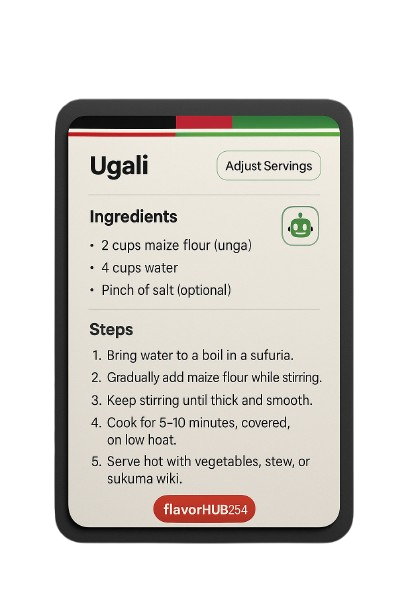 Ugali
Adjust Servings
Ingredients
• 2 cups maize flour (unga)
• 4 cups water
• Pinch of salt (optional)
Steps
1. Bring water to a boil in a sufuria.
2. Gradually add maize flour while stirring.
3. Keep stirring until thick and smooth.
4. Cook for 5–10 minutes, covered,
on low hoat.
5. Serve hot with vegetables, stew, or
sukuma wiki.
flavorHUB254